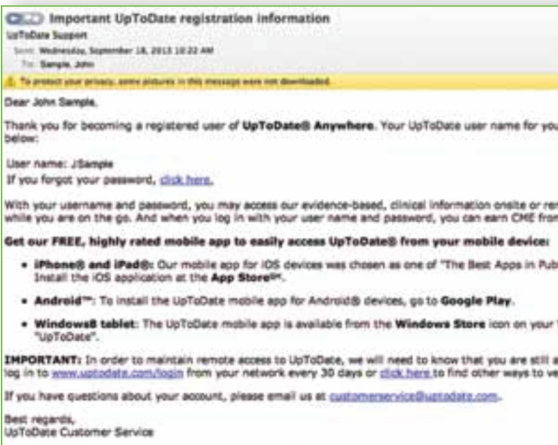 Important UpToDate registration information
UpToDate Support
Sent: Wednesday, September 18, 2013 10:22 AM
To: Sample, John
To protect your privacy, some pictures in this message were not downloaded.
Dear John Sample,
Thank you for becoming a registered user of UpToDate® Anywhere. Your UpToDate user name for you
below:
User name: JSample
If you forgot your password, click here.
With your username and password, you may access our evidence-based, clinical information onsite or rem
while you are on the go. And when you log in with your user name and password, you can earn CME from
Get our FREE, highly rated mobile app to easily access UpToDate® from your mobile device:
• iPhone® and iPad®: Our mobile app for iOS devices was chosen as one of "The Best Apps in Pub
Install the iOS application at the App Store℠.
• Android™: To install the UpToDate mobile app for Android® devices, go to Google Play.
• Windows8 tablet: The UpToDate mobile app is available from the Windows Store icon on your
"UpToDate".
IMPORTANT: In order to maintain remote access to UpToDate, we will need to know that you are still a
log in to www.uptodate.com/login from your network every 30 days or click here to find other ways to ve
If you have questions about your account, please email us at customerservice@uptodate.com.
Best regards,
UpToDate Customer Service